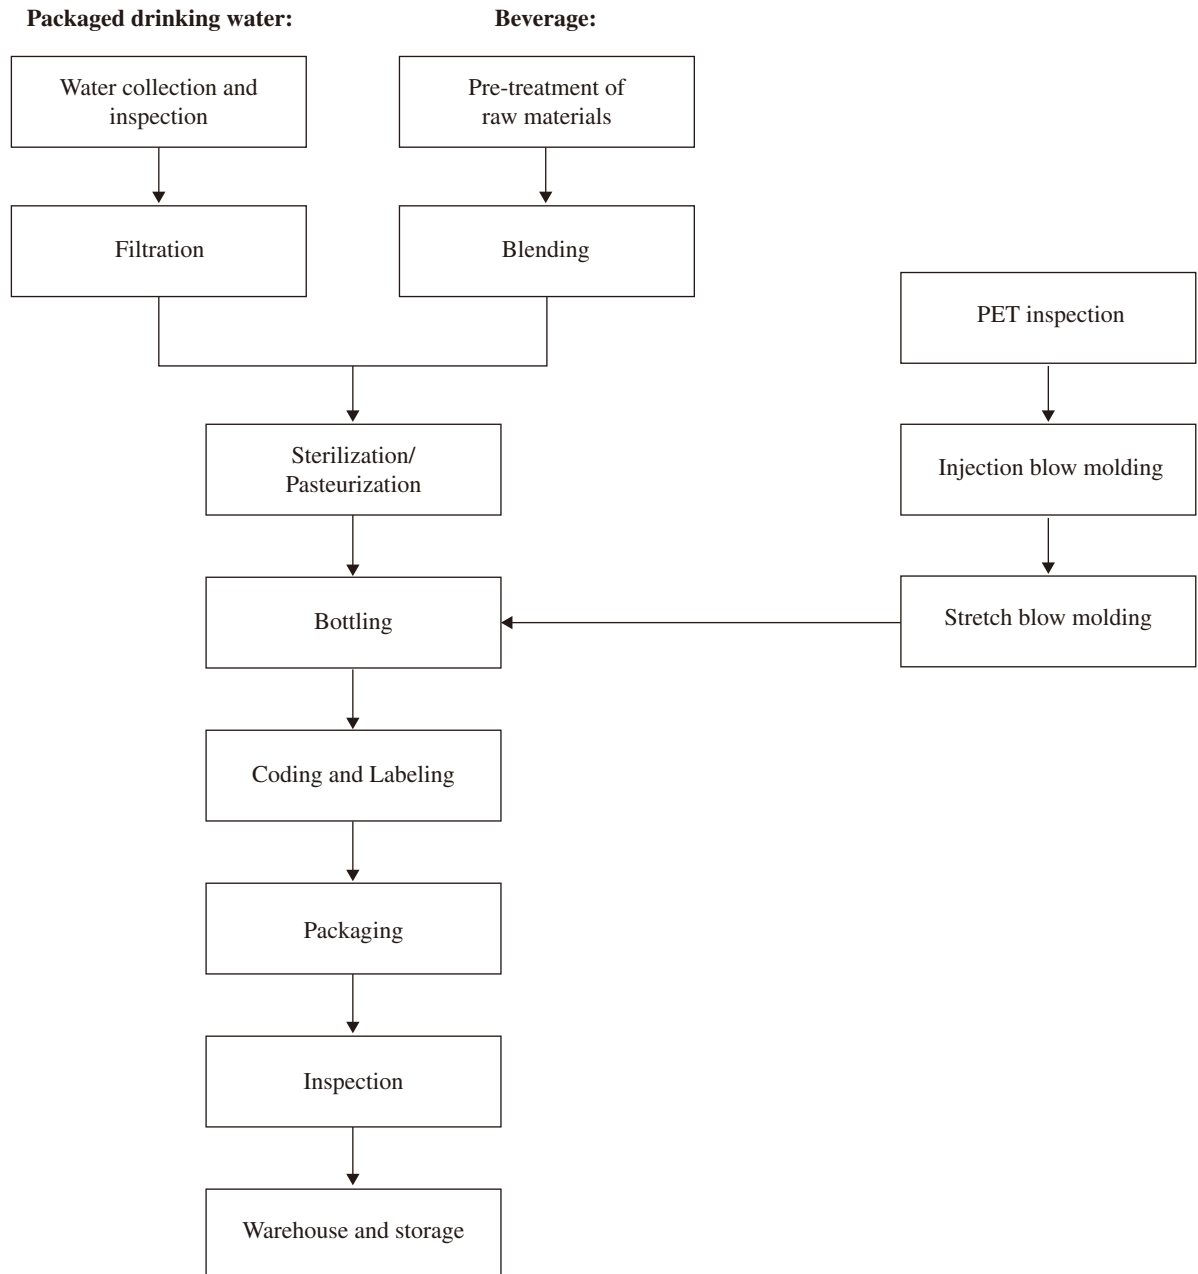 Packaged drinking water:
Beverage:
Water collection and
inspection
Pre-treatment of
raw materials
Filtration
Blending
PET inspection
Sterilization/
Pasteurization
Injection blow molding
Bottling
Stretch blow molding
Coding and Labeling
Packaging
Inspection
Warehouse and storage